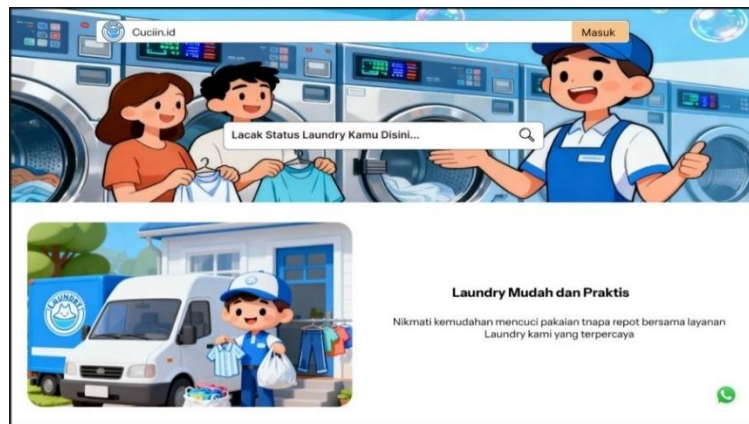 Cuciin.id
Masuk
Lacak Status Laundry Kamu Disini...
LAUNDRY
Laundry Mudah dan Praktis
Nikmati kemudahan mencuci pakaian tnapa repot bersama layanan
Laundry kami yang terpercaya